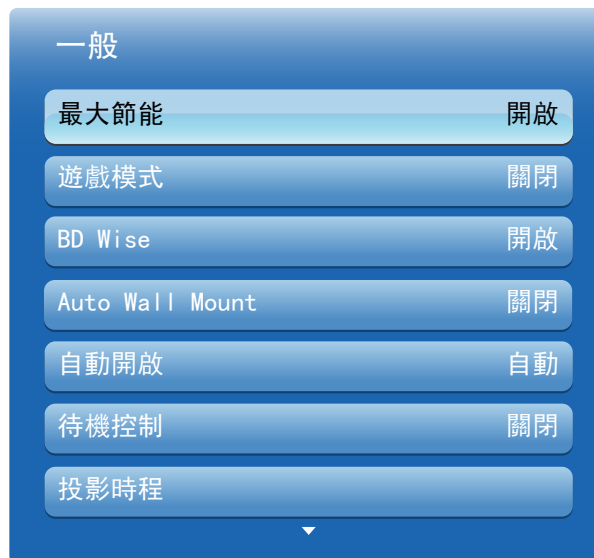 一般
最大節能 開啟
遊戲模式 關閉
BD Wise 開啟
Auto Wall Mount 關閉
自動開啟 自動
待機控制 關閉
投影時程